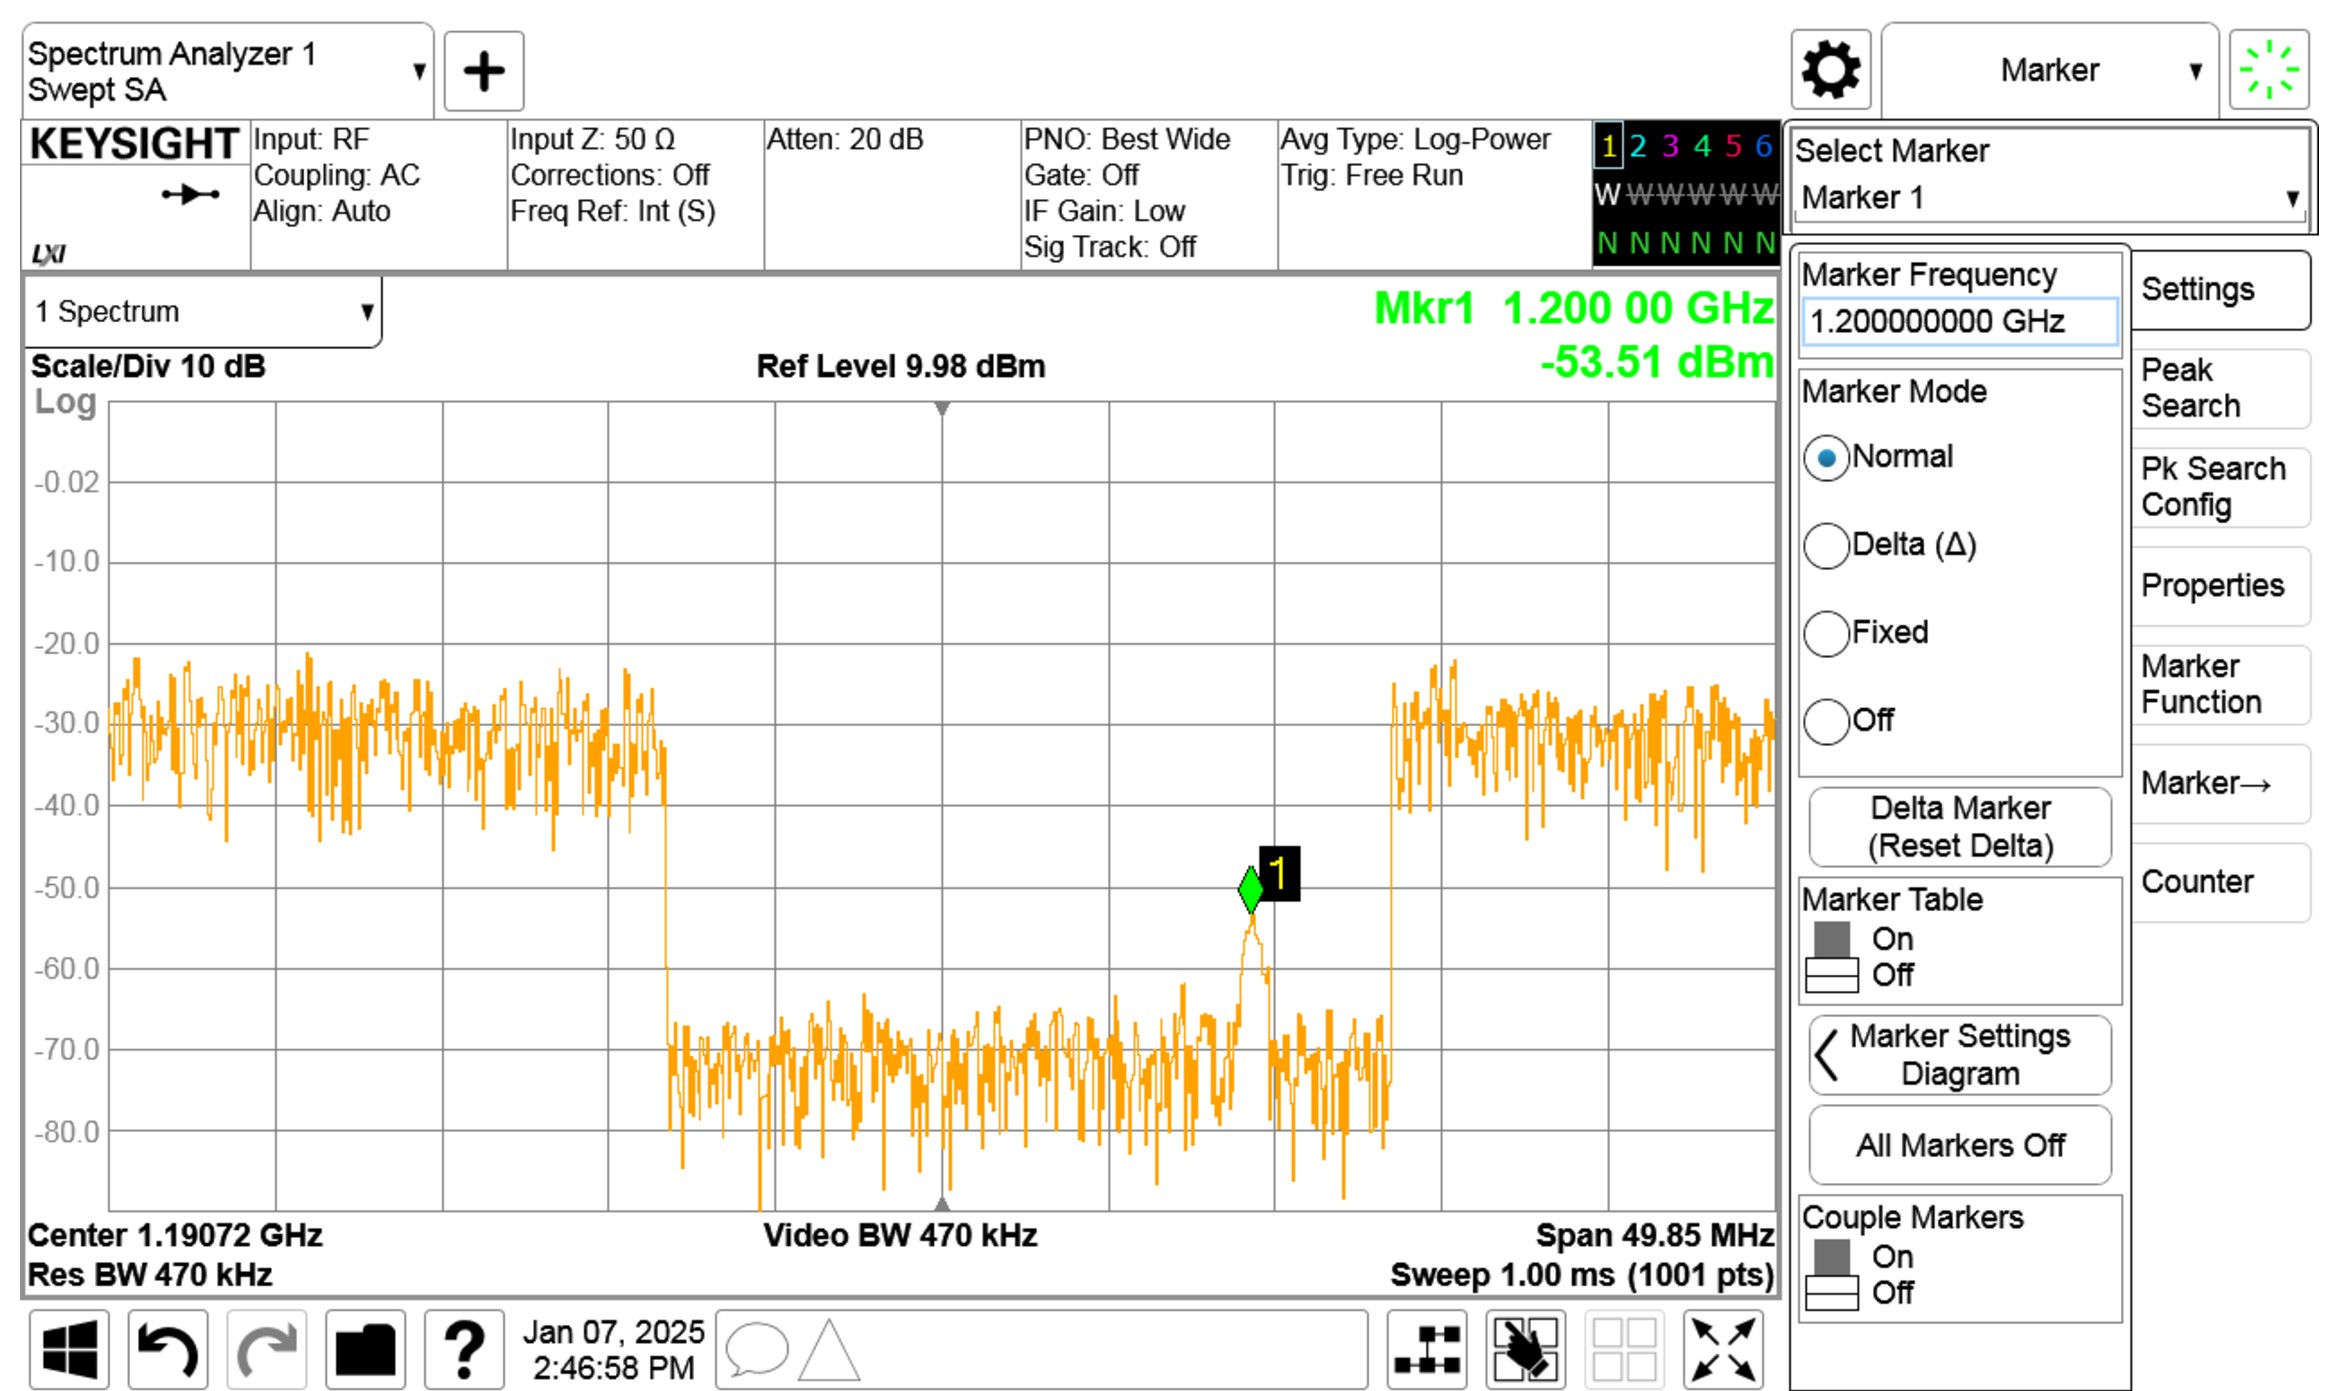 Spectrum Analyzer 1
Swept SA
Marker
KEYSIGHT
LXI
Input: RF
Coupling: AC
Align: Auto
Input Z: 50 Ω
Corrections: Off
Freq Ref: Int (S)
Atten: 20 dB
PNO: Best Wide
Gate: Off
IF Gain: Low
Sig Track: Off
Avg Type: Log-Power
Trig: Free Run
1 2 3 4 5 6
W W W W W W
N N N N N N
Select Marker
Marker 1
1 Spectrum
Mkr1 1.200 00 GHz
-53.51 dBm
Scale/Div 10 dB
Ref Level 9.98 dBm
Log
-0.02
-10.0
-20.0
-30.0
-40.0
-50.0
-60.0
-70.0
-80.0
1
Center 1.19072 GHz
Video BW 470 kHz
Span 49.85 MHz
Res BW 470 kHz
Sweep 1.00 ms (1001 pts)
Marker Frequency
1.200000000 GHz
Marker Mode
Normal
Delta (Δ)
Fixed
Off
Delta Marker
(Reset Delta)
Marker Table
On
Off
Marker Settings
Diagram
All Markers Off
Couple Markers
On
Off
Settings
Peak
Search
Pk Search
Config
Properties
Marker
Function
Marker→
Counter
?
Jan 07, 2025
2:46:58 PM